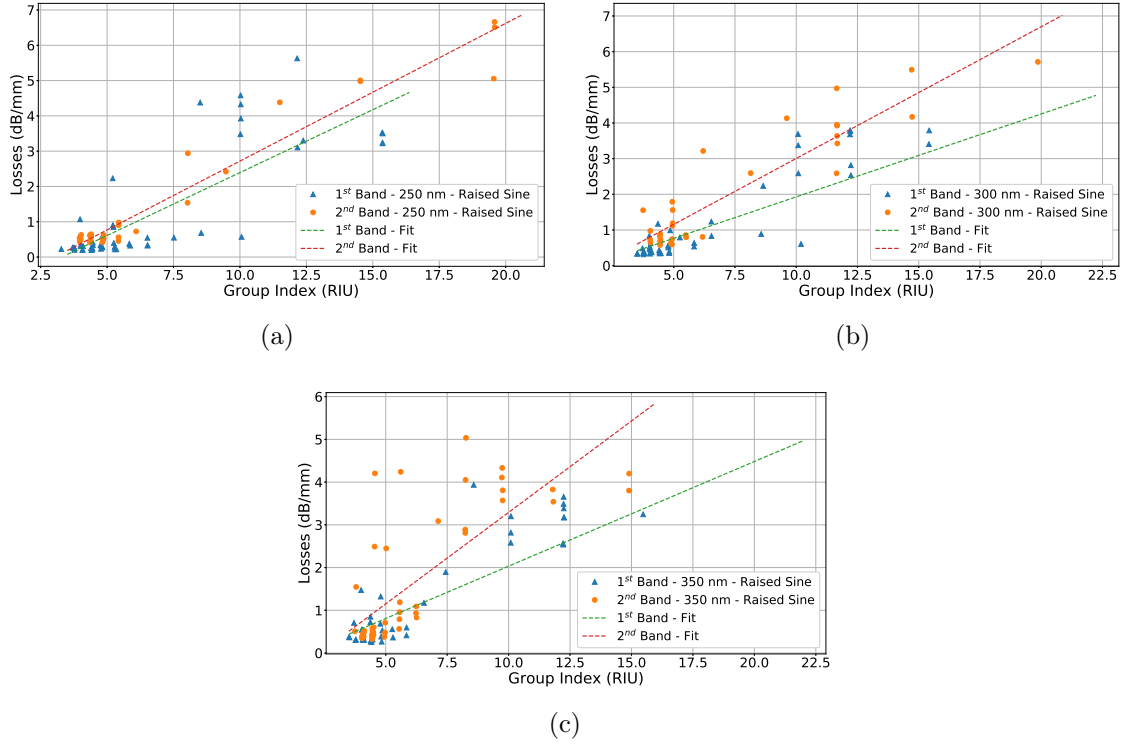 7
6
5
4
3
2
1
0
Losses (dB/mm)
1st Band - 250 nm - Raised Sine
2nd Band - 250 nm - Raised Sine
1st Band - Fit
2nd Band - Fit
2.5 5.0 7.5 10.0 12.5 15.0 17.5 20.0
Group Index (RIU)
(a)
7
6
5
4
3
2
1
0
Losses (dB/mm)
1st Band - 300 nm - Raised Sine
2nd Band - 300 nm - Raised Sine
1st Band - Fit
2nd Band - Fit
5.0 7.5 10.0 12.5 15.0 17.5 20.0 22.5
Group Index (RIU)
(b)
6
5
4
3
2
1
0
Losses (dB/mm)
1st Band - 350 nm - Raised Sine
2nd Band - 350 nm - Raised Sine
1st Band - Fit
2nd Band - Fit
5.0 7.5 10.0 12.5 15.0 17.5 20.0 22.5
Group Index (RIU)
(c)